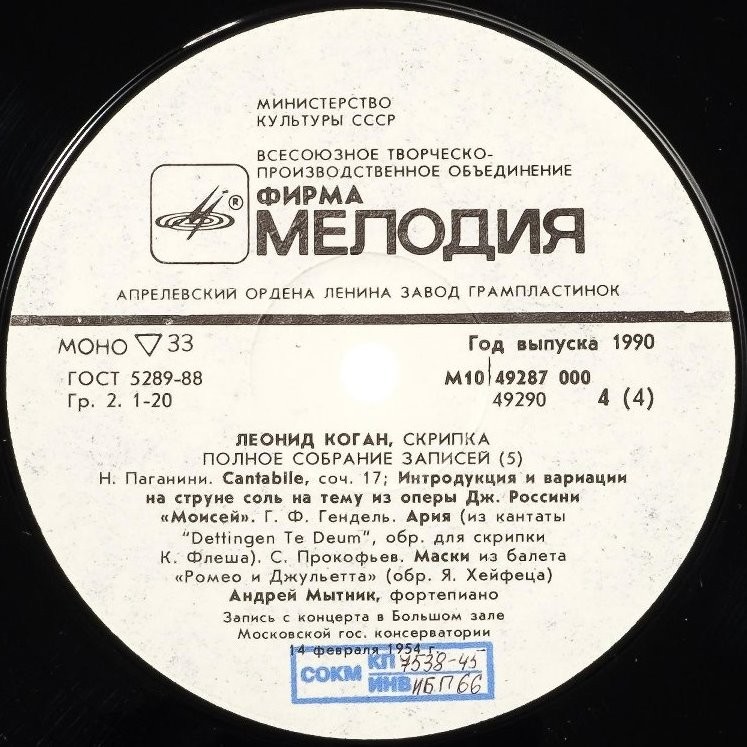 МИНИСТЕРСТВО
КУЛЬТУРЫ СССР
ВСЕСОЮЗНОЕ ТВОРЧЕСКО-
ПРОИЗВОДСТВЕННОЕ ОБЪЕДИНЕНИЕ
®
ФИРМА
МЕЛОДИЯ
АПРЕЛЕВСКИЙ ОРДЕНА ЛЕНИНА ЗАВОД ГРАМПЛАСТИНОК
МОНО ▽ 33
Год выпуска 1990
ГОСТ 5289-88
М10 49287 000
Гр. 2. 1-20
49290 4 (4)
ЛЕОНИД КОГАН, СКРИПКА
ПОЛНОЕ СОБРАНИЕ ЗАПИСЕЙ (5)
Н. Паганини. Cantabile, соч. 17; Интродукция и вариации
на струне соль на тему из оперы Дж. Россини
«Моисей». Г. Ф. Гендель. Ария (из кантаты
"Dettingen Te Deum", обр. для скрипки
К. Флеша). С. Прокофьев. Маски из балета
«Ромео и Джульетта» (обр. Я. Хейфеца)
Андрей Мытник, фортепиано
Запись с концерта в Большом зале
Московской гос. консерватории
14 февраля 1954 г.
СОКМ КП 7538-45
ИНВ ИБП 66